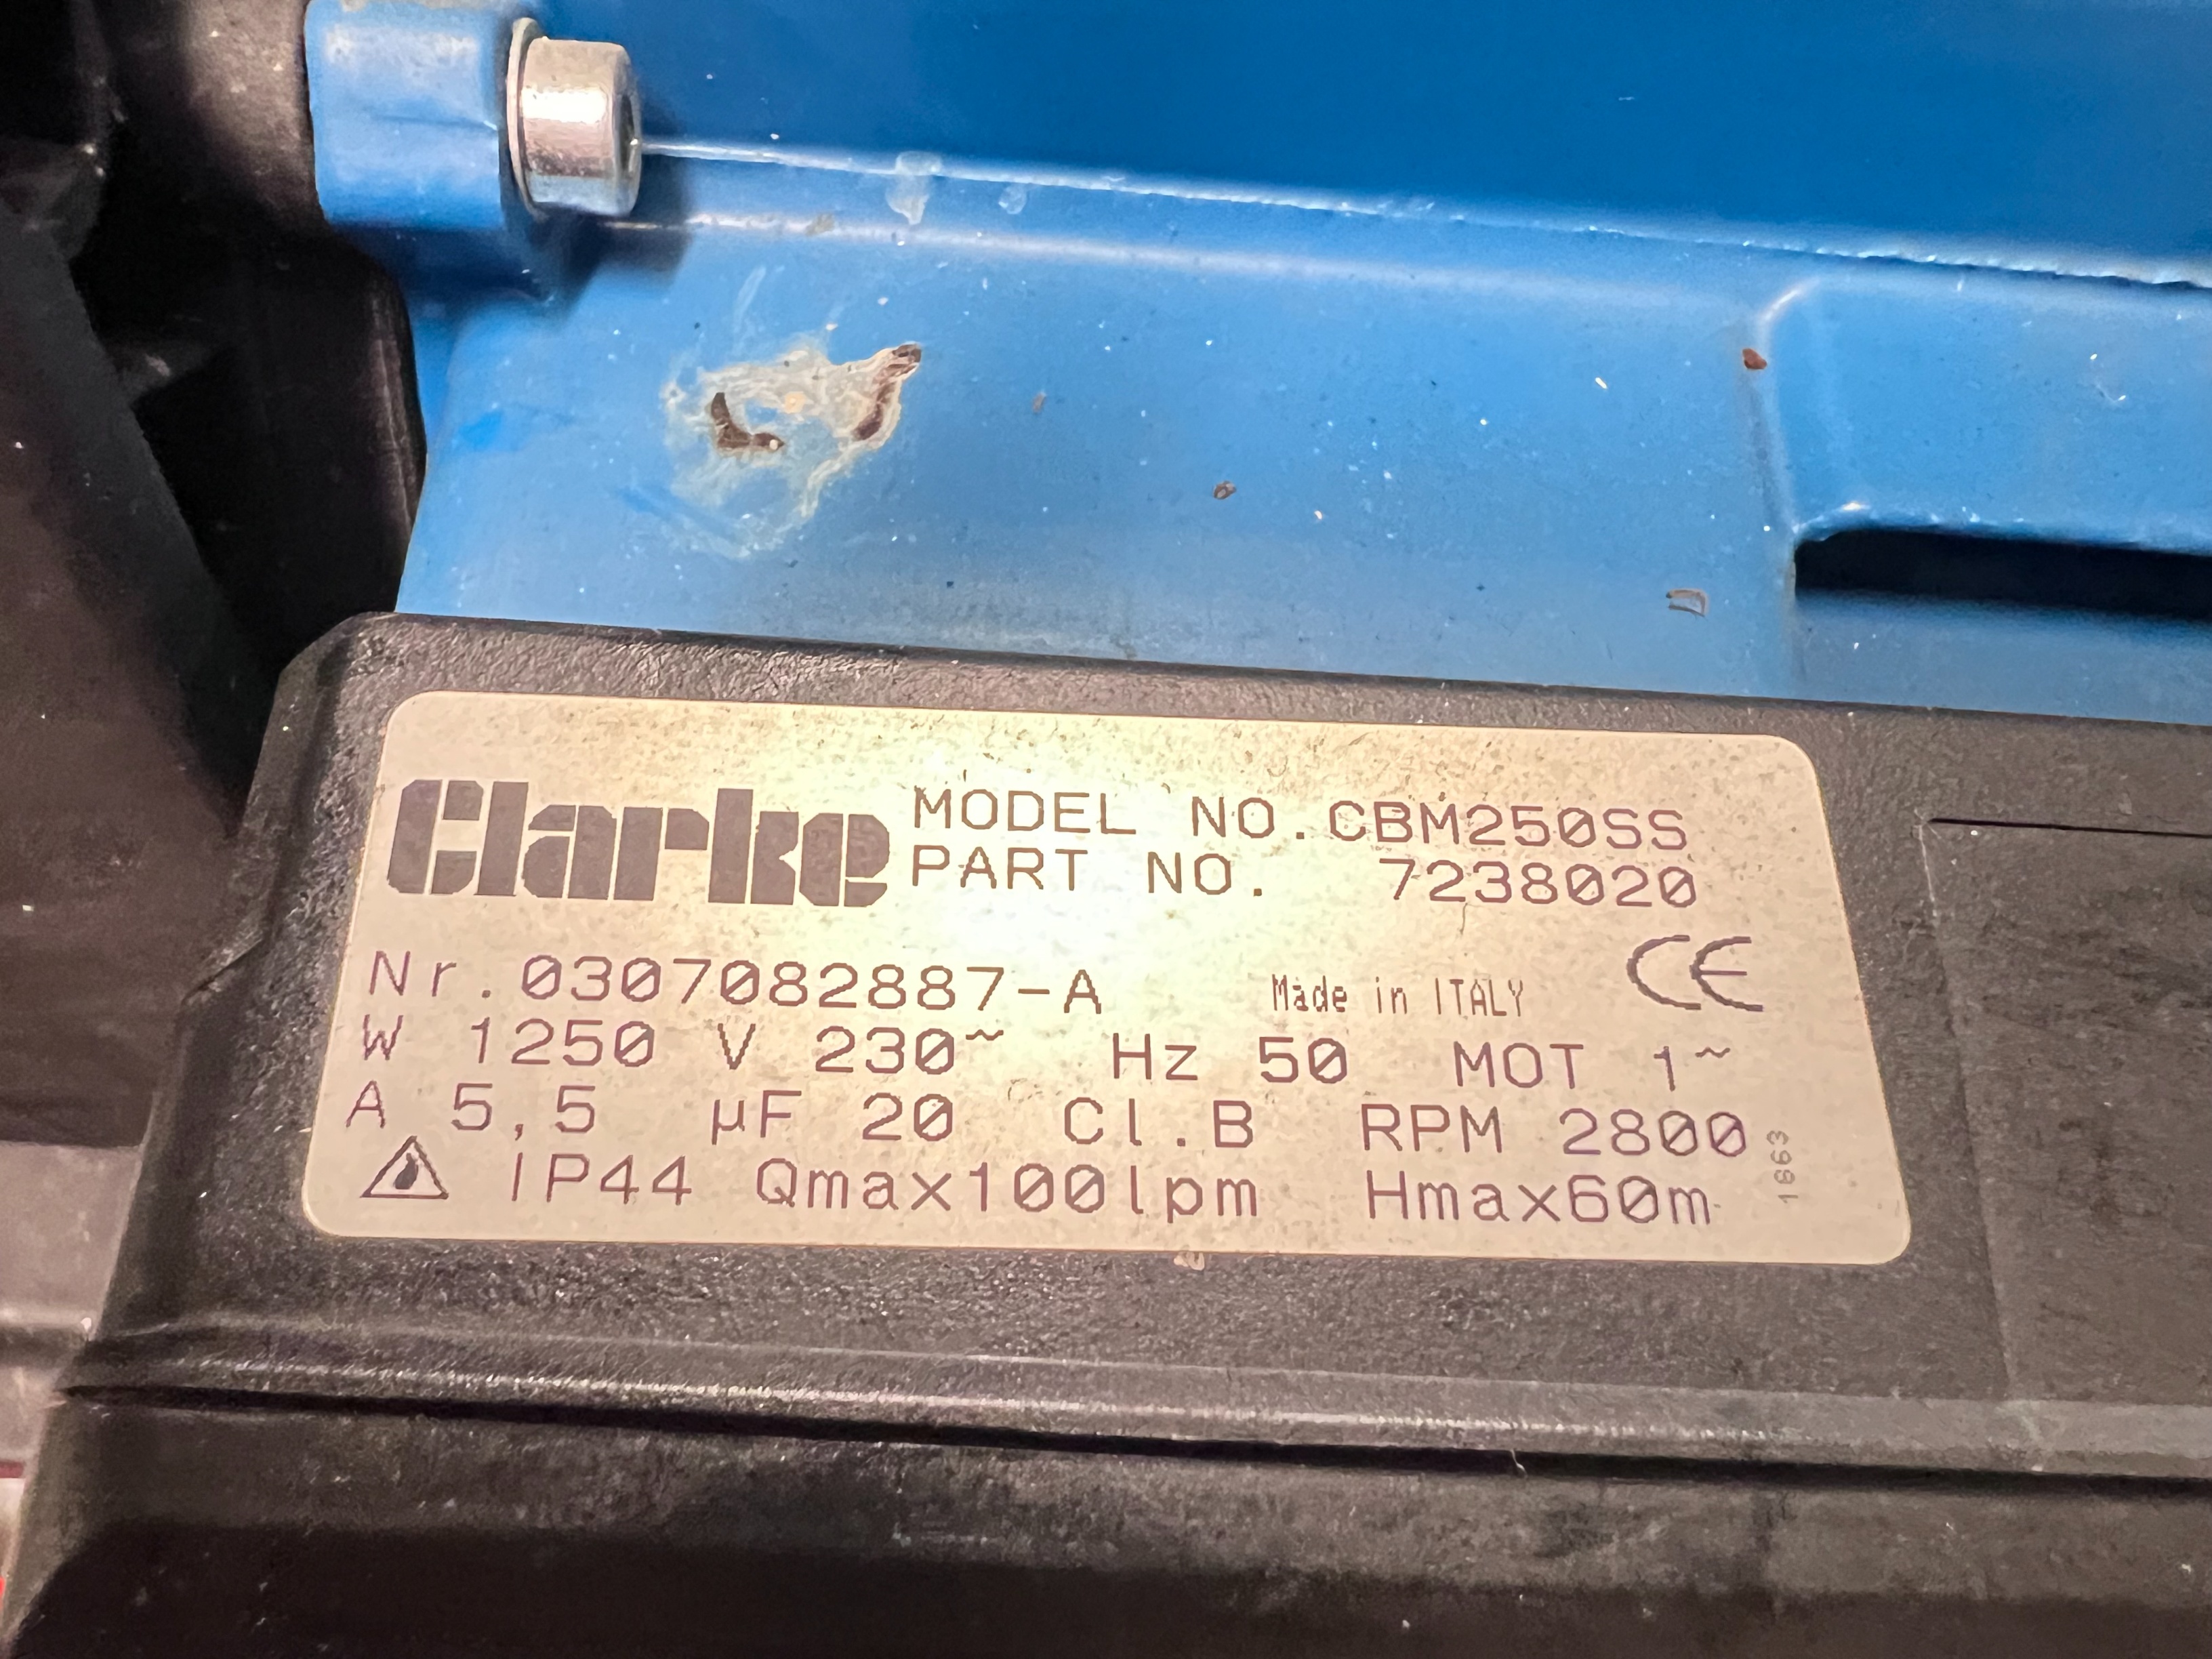 Clarke MODEL NO. CBM250SS
PART NO. 7238020
Nr. 0307082887-A Made in ITALY CE
W 1250 V 230~ Hz 50 MOT 1~
A 5,5 µF 20 Cl.B RPM 2800
IP44 Qmax100lpm Hmax60m
1863